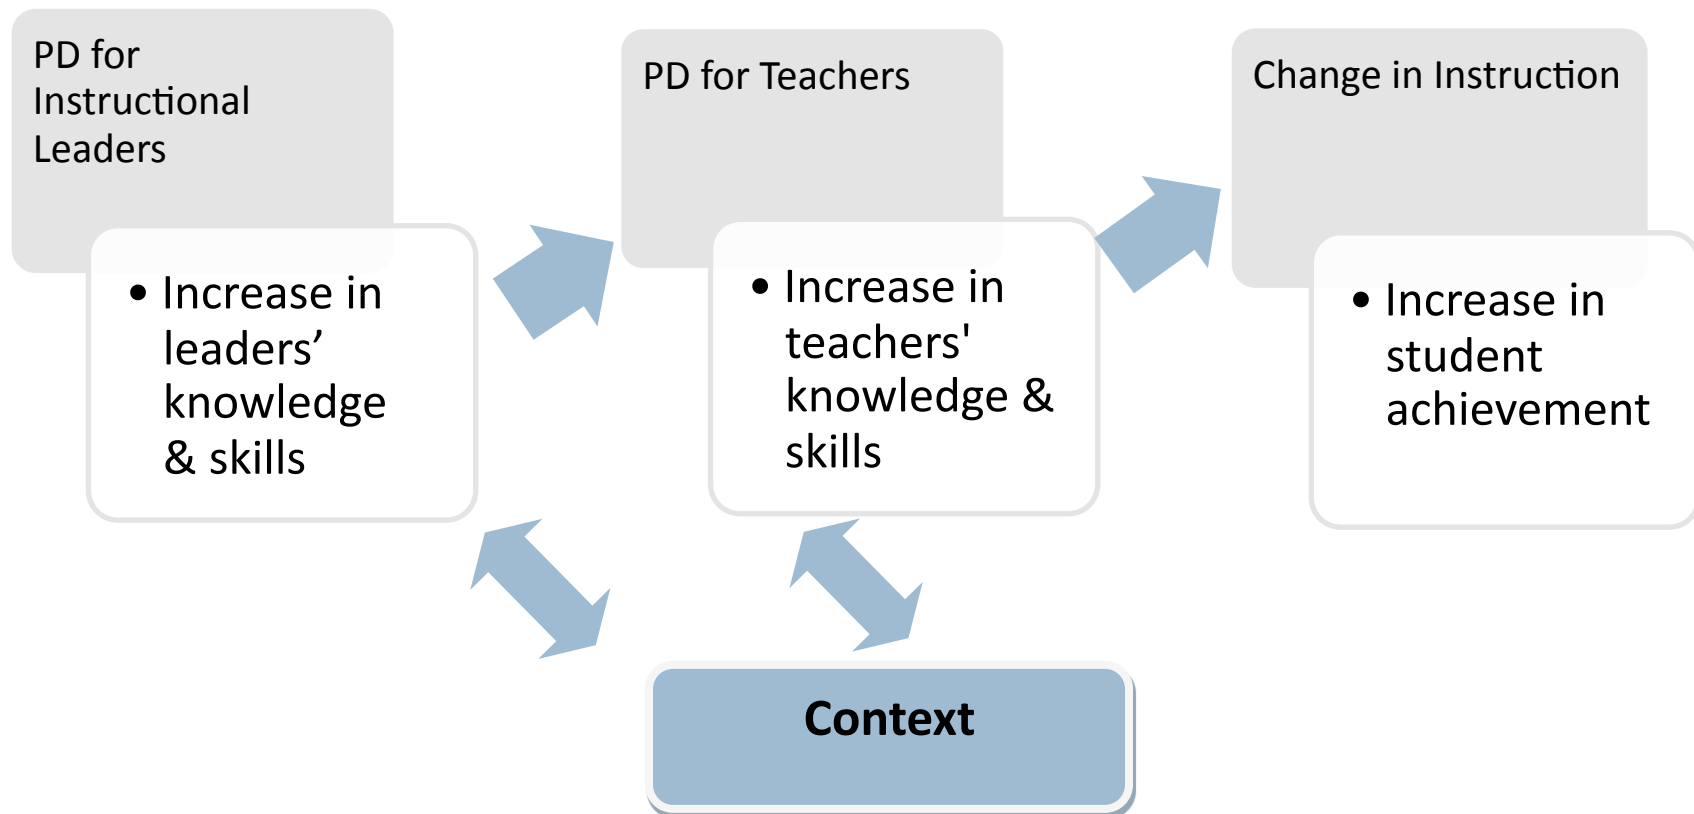 PD for
Instructional
Leaders
• Increase in
leaders’
knowledge
& skills
PD for Teachers
• Increase in
teachers'
knowledge &
skills
Change in Instruction
• Increase in
student
achievement
Context